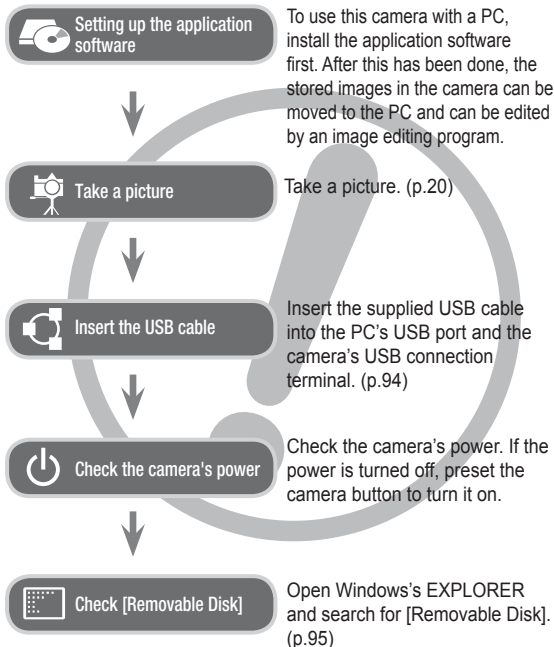 Setting up the application
software
To use this camera with a PC,
install the application software
first. After this has been done, the
stored images in the camera can be
moved to the PC and can be edited
by an image editing program.
Take a picture
Take a picture. (p.20)
Insert the USB cable
Insert the supplied USB cable
into the PC's USB port and the
camera's USB connection
terminal. (p.94)
Check the camera's power
Check the camera's power. If the
power is turned off, preset the
camera button to turn it on.
Check [Removable Disk]
Open Windows's EXPLORER
and search for [Removable Disk].
(p.95)